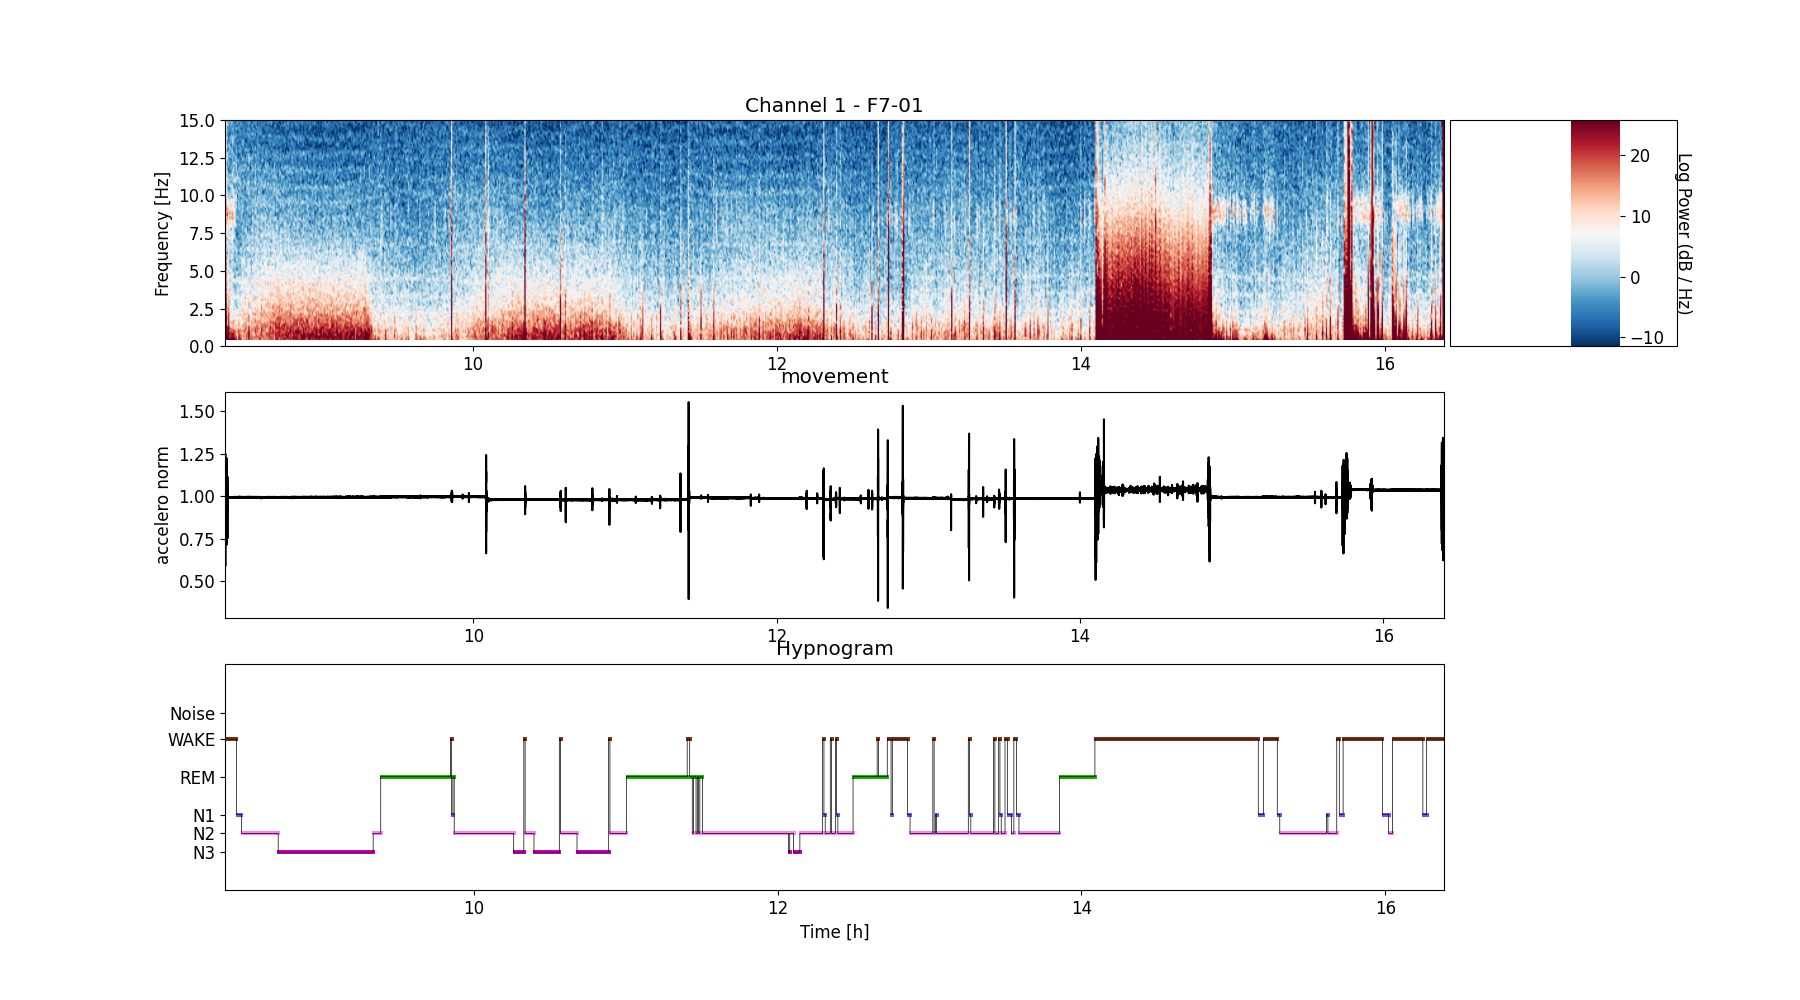 Channel 1 - F7-01
Frequency [Hz]
15.0
12.5
10.0
7.5
5.0
2.5
0.0
10 12 14 16
20
10
0
−10
Log Power (dB / Hz)
movement
accelero norm
1.50
1.25
1.00
0.75
0.50
10 12 14 16
Hypnogram
Noise
WAKE
REM
N1
N2
N3
10 12 14 16
Time [h]